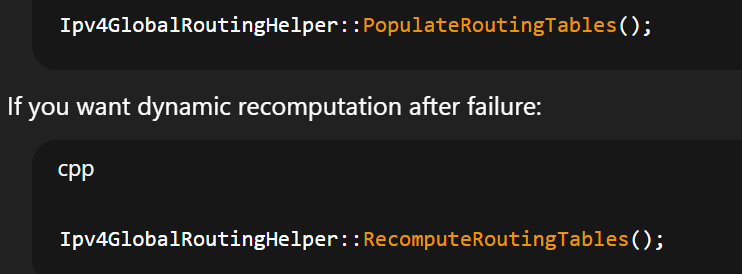 Ipv4GlobalRoutingHelper::PopulateRoutingTables();
If you want dynamic recomputation after failure:
cpp
Ipv4GlobalRoutingHelper::RecomputeRoutingTables();